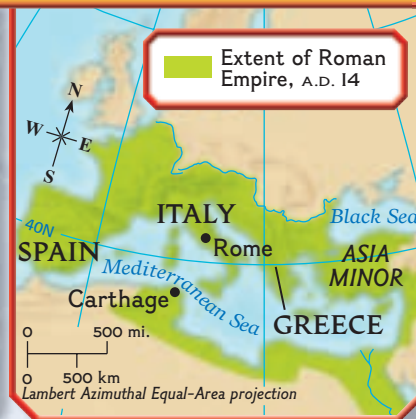 Extent of Roman
Empire, A.D. 14
N
W
E
S
40N
ITALY
Rome
Black Sea
SPAIN
ASIA
MINOR
Mediterranean Sea
Carthage
GREECE
0 500 mi.
0 500 km
Lambert Azimuthal Equal-Area projection